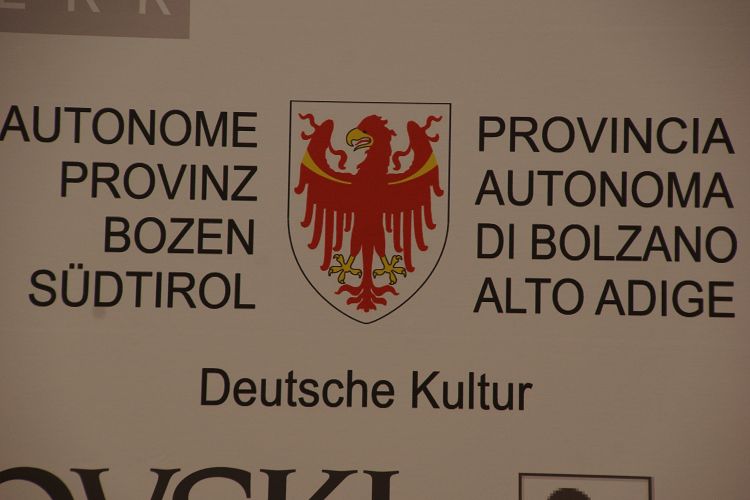 AUTONOME
PROVINZ
BOZEN
SÜDTIROL
PROVINCIA
AUTONOMA
DI BOLZANO
ALTO ADIGE
Deutsche Kultur